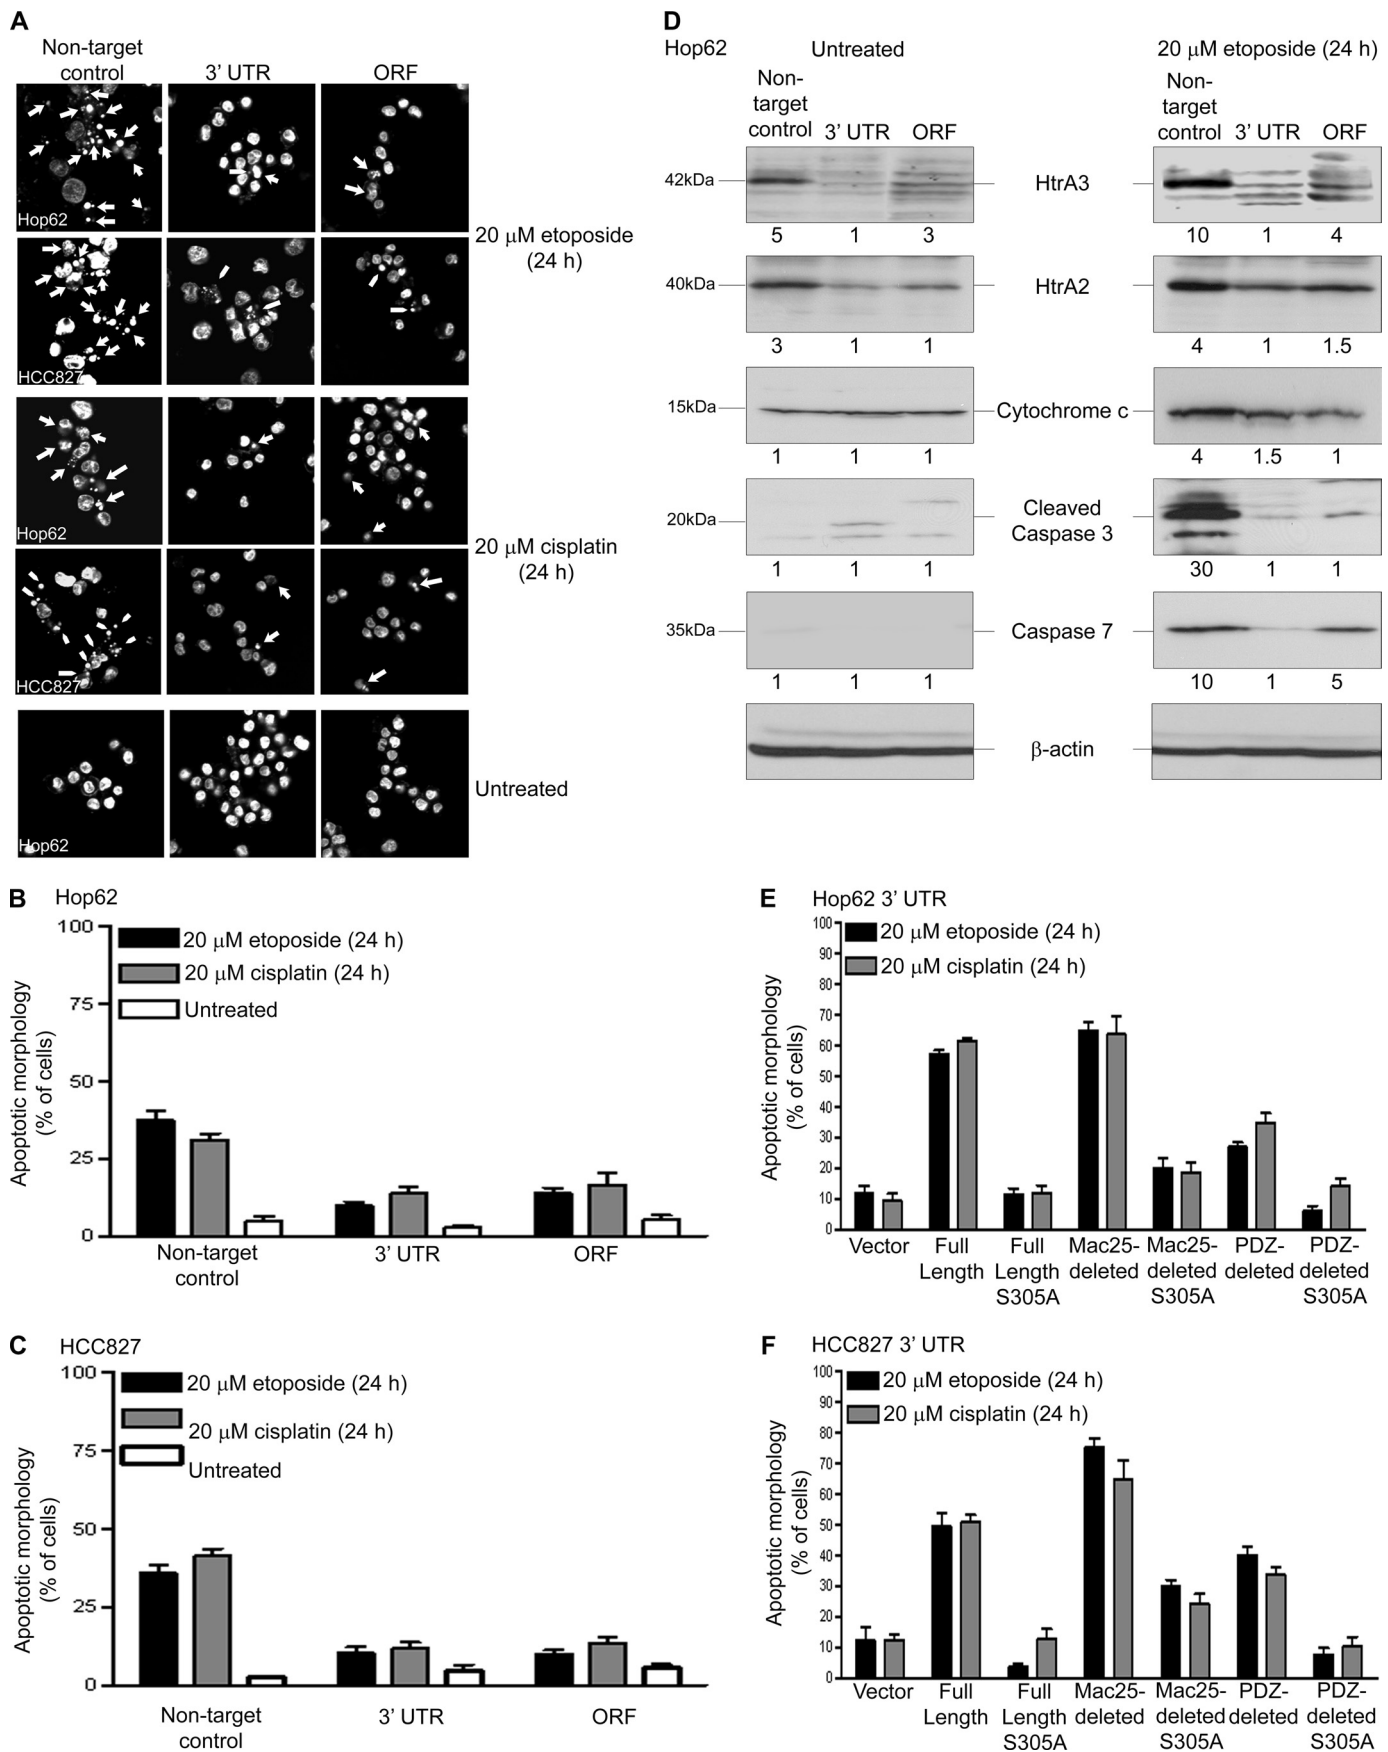 A
Non-target
control
3’ UTR
ORF
Hop62
HCC827
20 μM etoposide
(24 h)
Hop62
HCC827
20 μM cisplatin
(24 h)
Hop62
Untreated
D
Hop62
Untreated
20 μM etoposide (24 h)
Non-
target
control
3’ UTR
ORF
Non-
target
control
3’ UTR
ORF
42kDa
HtrA3
5 1 3
10 1 4
40kDa
HtrA2
3 1 1
4 1 1.5
15kDa
Cytochrome c
1 1 1
4 1.5 1
20kDa
Cleaved
Caspase 3
1 1 1
30 1 1
35kDa
Caspase 7
1 1 1
10 1 5
β-actin
B
Hop62
Apoptotic morphology
(% of cells)
100
75
50
25
0
20 μM etoposide (24 h)
20 μM cisplatin (24 h)
Untreated
Non-target
control
3’ UTR
ORF
C
HCC827
Apoptotic morphology
(% of cells)
100
75
50
25
0
20 μM etoposide (24 h)
20 μM cisplatin (24 h)
Untreated
Non-target
control
3’ UTR
ORF
E
Hop62 3’ UTR
Apoptotic morphology
(% of cells)
100
90
80
70
60
50
40
30
20
10
0
20 μM etoposide (24 h)
20 μM cisplatin (24 h)
Vector
Full
Length
Full
Length
S305A
Mac25-
deleted
Mac25-
deleted
S305A
PDZ-
deleted
PDZ-
deleted
S305A
F
HCC827 3’ UTR
Apoptotic morphology
(% of cells)
100
90
80
70
60
50
40
30
20
10
0
20 μM etoposide (24 h)
20 μM cisplatin (24 h)
Vector
Full
Length
Full
Length
S305A
Mac25-
deleted
Mac25-
deleted
S305A
PDZ-
deleted
PDZ-
deleted
S305A